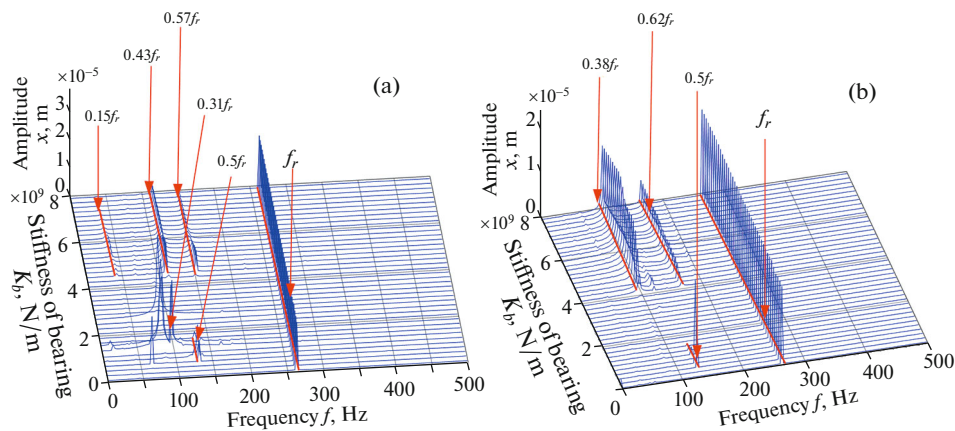 0.57fᵣ
0.43fᵣ
(a)
×10⁻⁵
0.31fᵣ
0.15fᵣ
0.5fᵣ
fᵣ
Amplitude
x, m
3
2
1
0
×10⁹
8
6
4
2
0
Stiffness of bearing
K_b, N/m
0
100
200
300
400
500
Frequency f, Hz
0.62fᵣ
0.38fᵣ
0.5fᵣ
(b)
×10⁻⁵
fᵣ
Amplitude
x, m
2
1
0
×10⁹
8
6
4
2
0
Stiffness of bearing
K_b, N/m
100
200
300
400
500
Frequency f, Hz